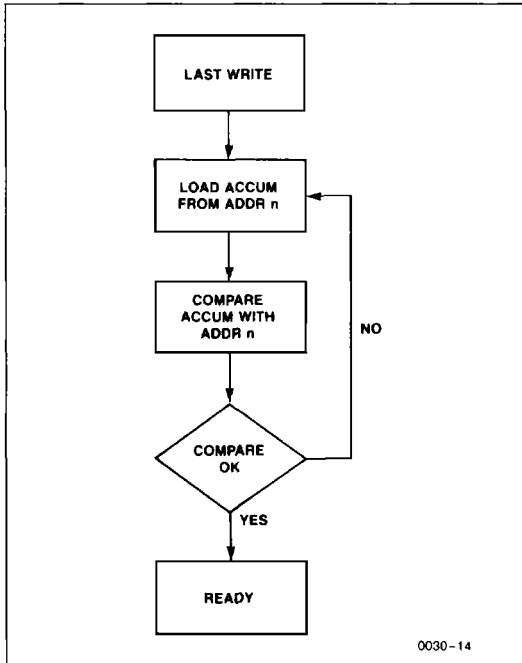 LAST WRITE
LOAD ACCUM
FROM ADDR n
COMPARE
ACCUM WITH
ADDR n
NO
COMPARE
OK
YES
READY
0030-14